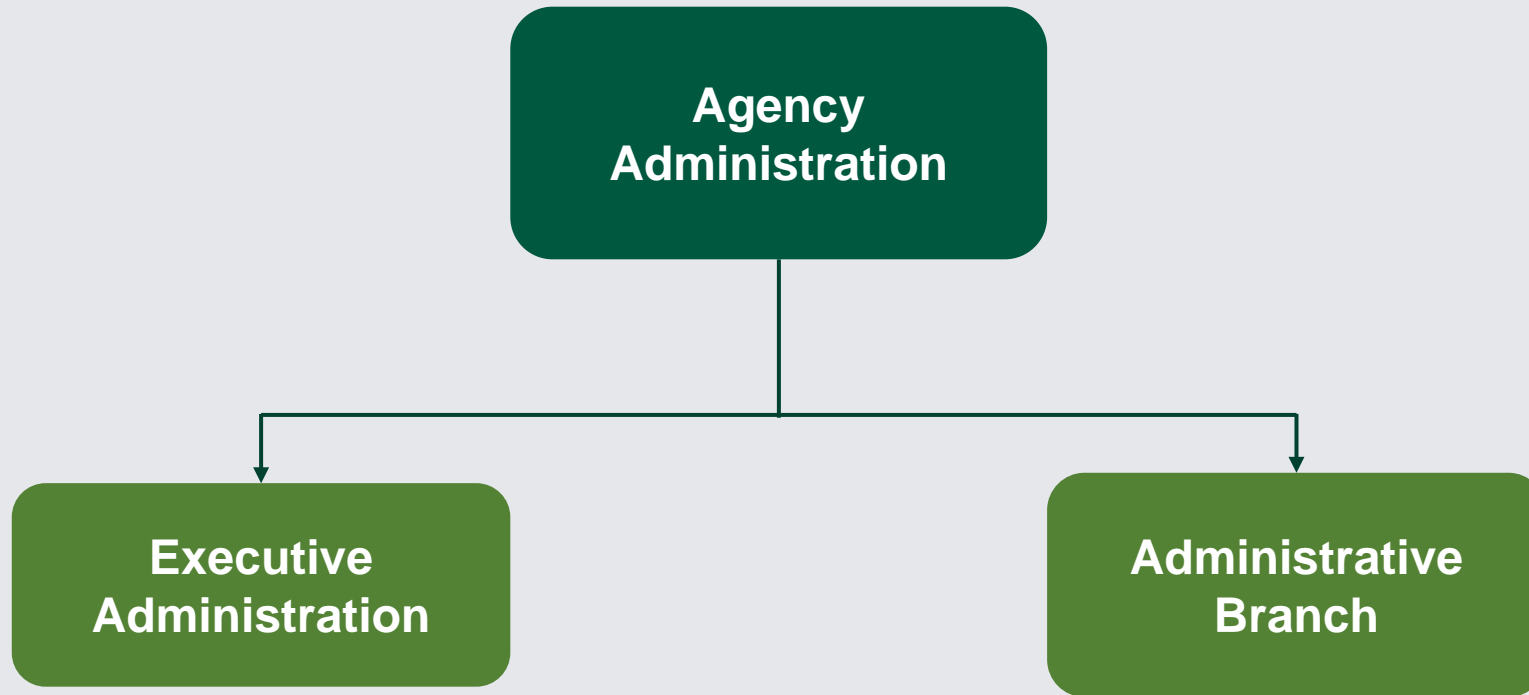 Agency
Administration
Executive
Administration
Administrative
Branch